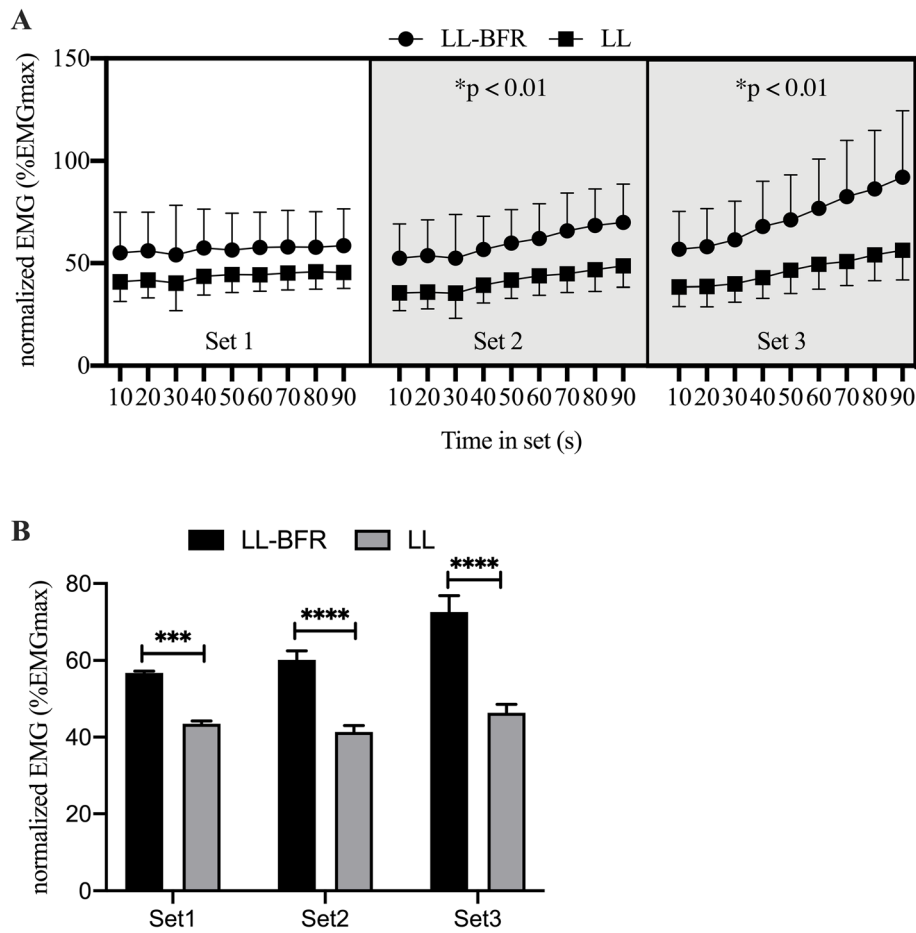 A
LL-BFR LL
normalized EMG (%EMGmax)
150
100
50
0
*p < 0.01 *p < 0.01
Set 1 Set 2 Set 3
10 20 30 40 50 60 70 80 90 10 20 30 40 50 60 70 80 90 10 20 30 40 50 60 70 80 90
Time in set (s)
B
LL-BFR LL
normalized EMG (%EMGmax)
80
60
40
20
0
*** **** ****
Set1 Set2 Set3